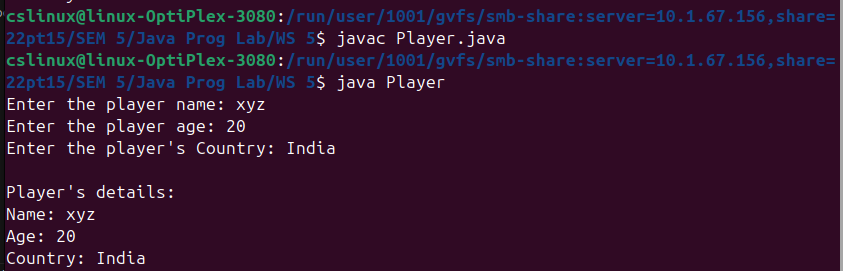 cslinux@linux-OptiPlex-3080:/run/user/1001/gvfs/smb-share:server=10.1.67.156,share=
22pt15/SEM 5/Java Prog Lab/WS 5$ javac Player.java
cslinux@linux-OptiPlex-3080:/run/user/1001/gvfs/smb-share:server=10.1.67.156,share=
22pt15/SEM 5/Java Prog Lab/WS 5$ java Player
Enter the player name: xyz
Enter the player age: 20
Enter the player's Country: India

Player's details:
Name: xyz
Age: 20
Country: India